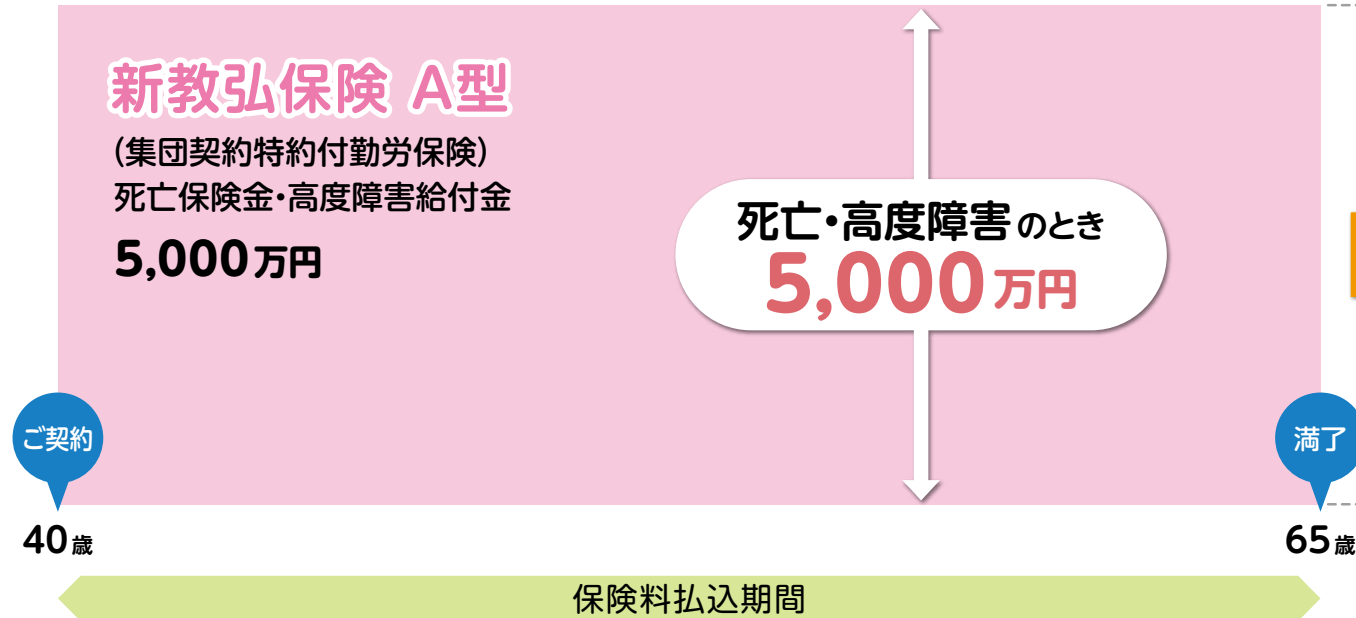 新教弘保険 A型
(集団契約特約付勤労保険)
死亡保険金・高度障害給付金
5,000万円
死亡・高度障害のとき
5,000万円
ご契約
満了
40歳
65歳
保険料払込期間